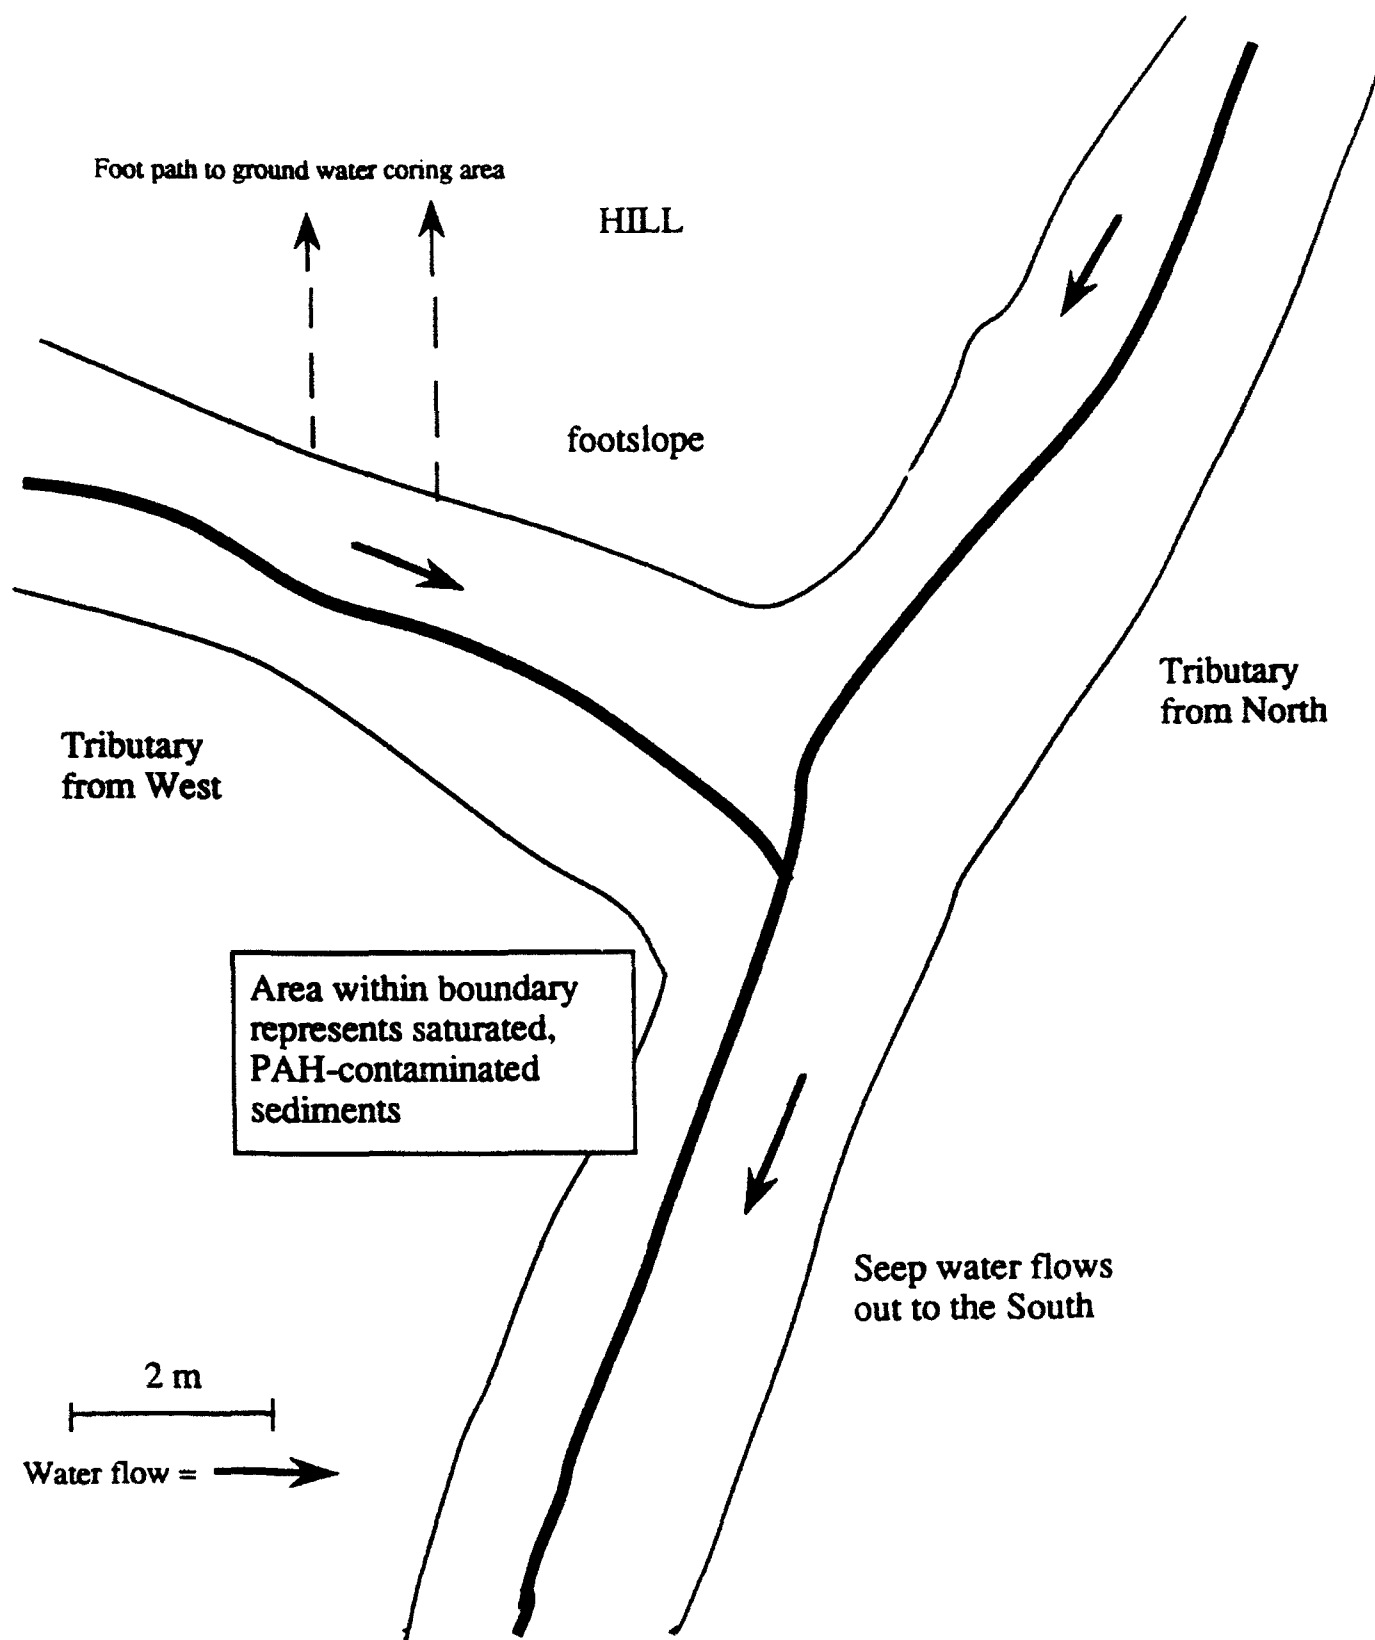 Foot path to ground water coring area
HILL
footslope
Tributary
from North
Tributary
from West
Area within boundary
represents saturated,
PAH-contaminated
sediments
Seep water flows
out to the South
2 m
Water flow =